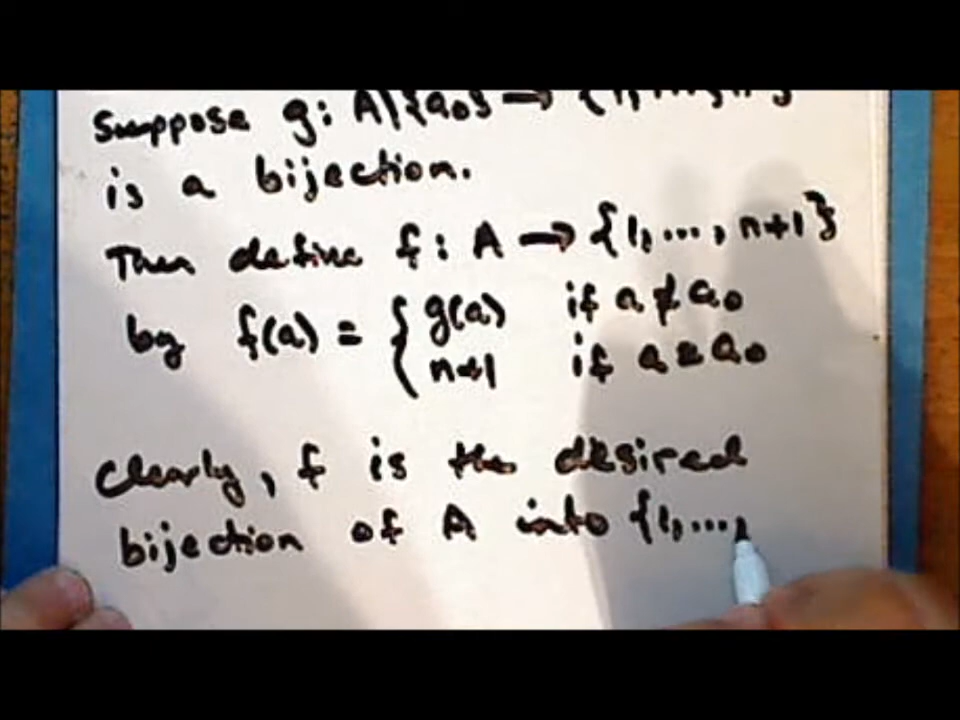 Suppose g: A\{a₀} → {1, ..., n}
is a bijection.
Then define f: A → {1, ..., n+1}
by f(a) = { g(a) if a ≠ a₀
n+1 if a = a₀
Clearly, f is the desired
bijection of A into {1, ...,